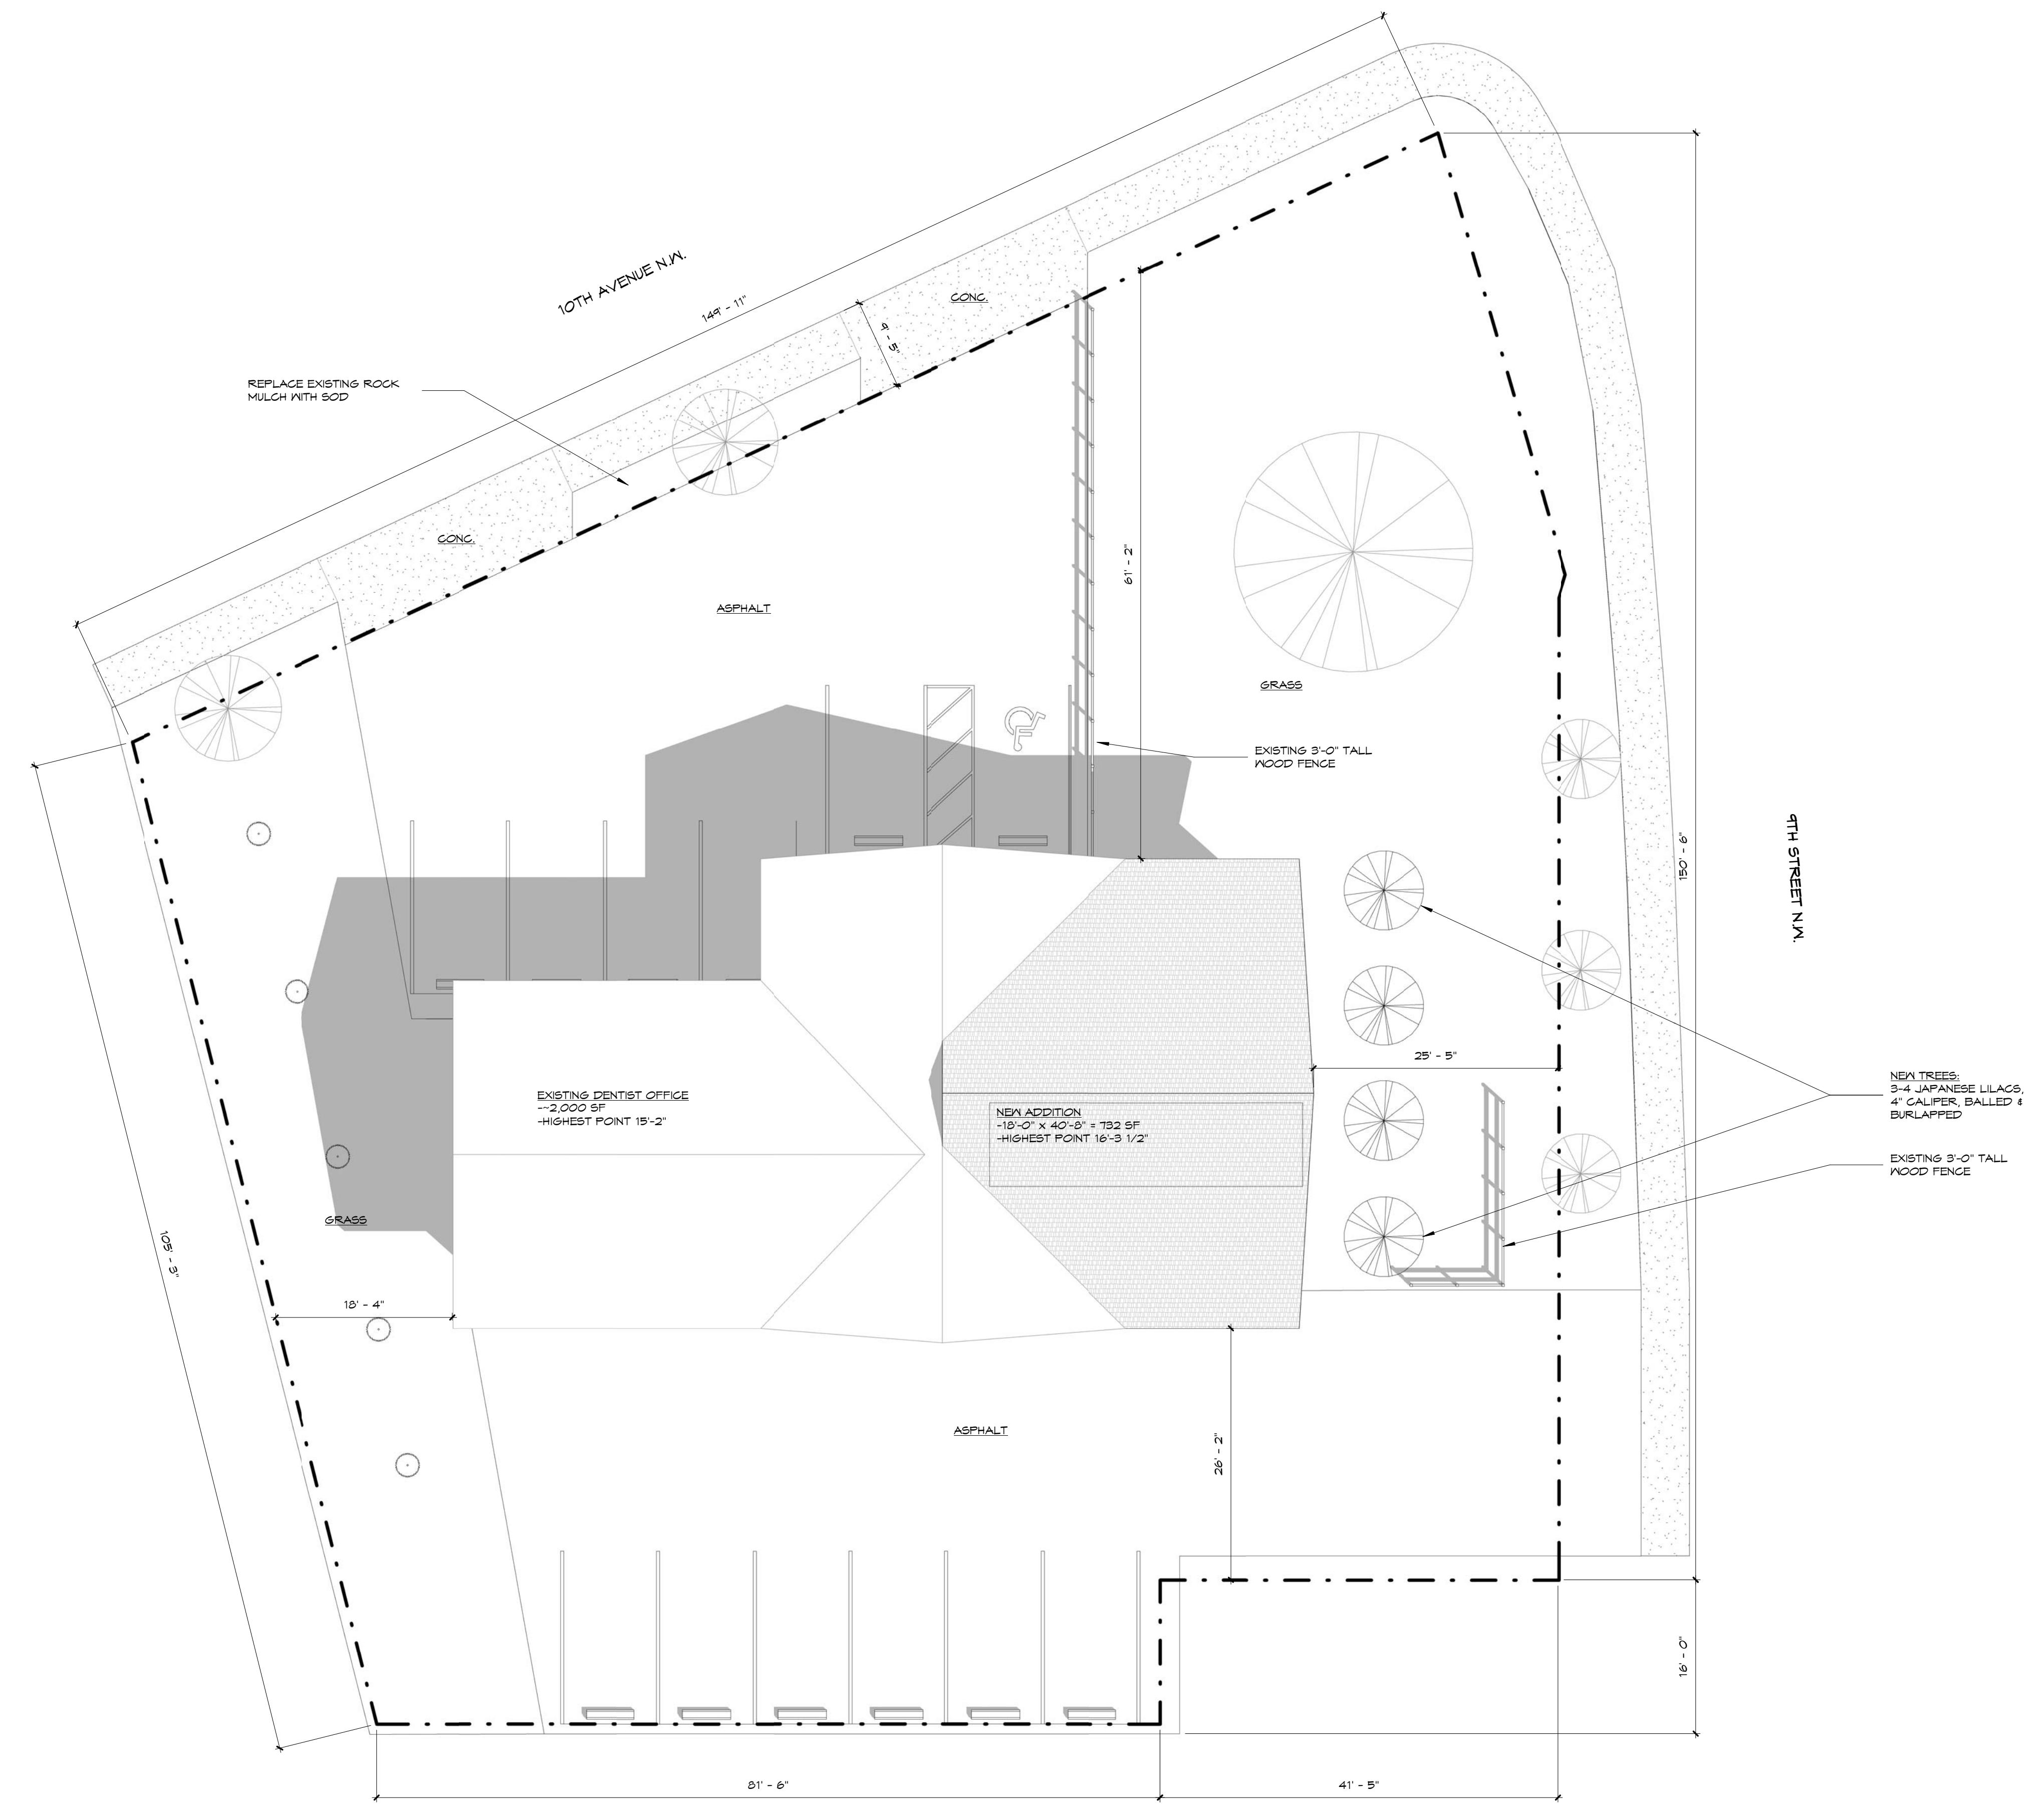 10TH AVENUE N.W.
149' - 11"
CONC.
9' - 5"
REPLACE EXISTING ROCK
MULCH WITH SOD
CONC.
61' - 2"
ASPHALT
GRASS
EXISTING 3'-0" TALL
WOOD FENCE
150' - 6"
9TH STREET N.W.
25' - 5"
NEW TREES:
3-4 JAPANESE LILACS,
4" CALIPER, BALLED &
BURLAPPED
EXISTING DENTIST OFFICE
-~2,000 SF
-HIGHEST POINT 15'-2"
NEW ADDITION
-18'-0" X 40'-8" = 732 SF
-HIGHEST POINT 16'-3 1/2"
EXISTING 3'-0" TALL
WOOD FENCE
GRASS
105' - 3"
18' - 4"
ASPHALT
26' - 2"
16' - 0"
81' - 6"
41' - 5"